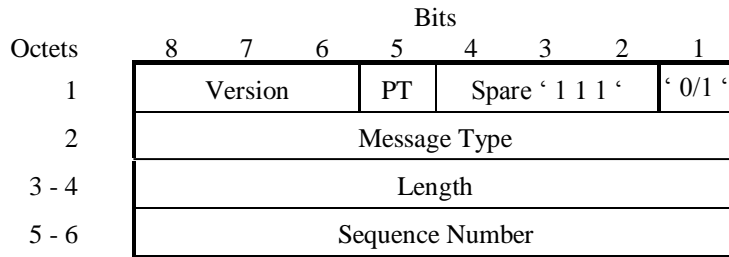 Bits
Octets 8 7 6 5 4 3 2 1
1 Version PT Spare ‘ 1 1 1 ‘ ‘ 0/1 ‘
2 Message Type
3 - 4 Length
5 - 6 Sequence Number